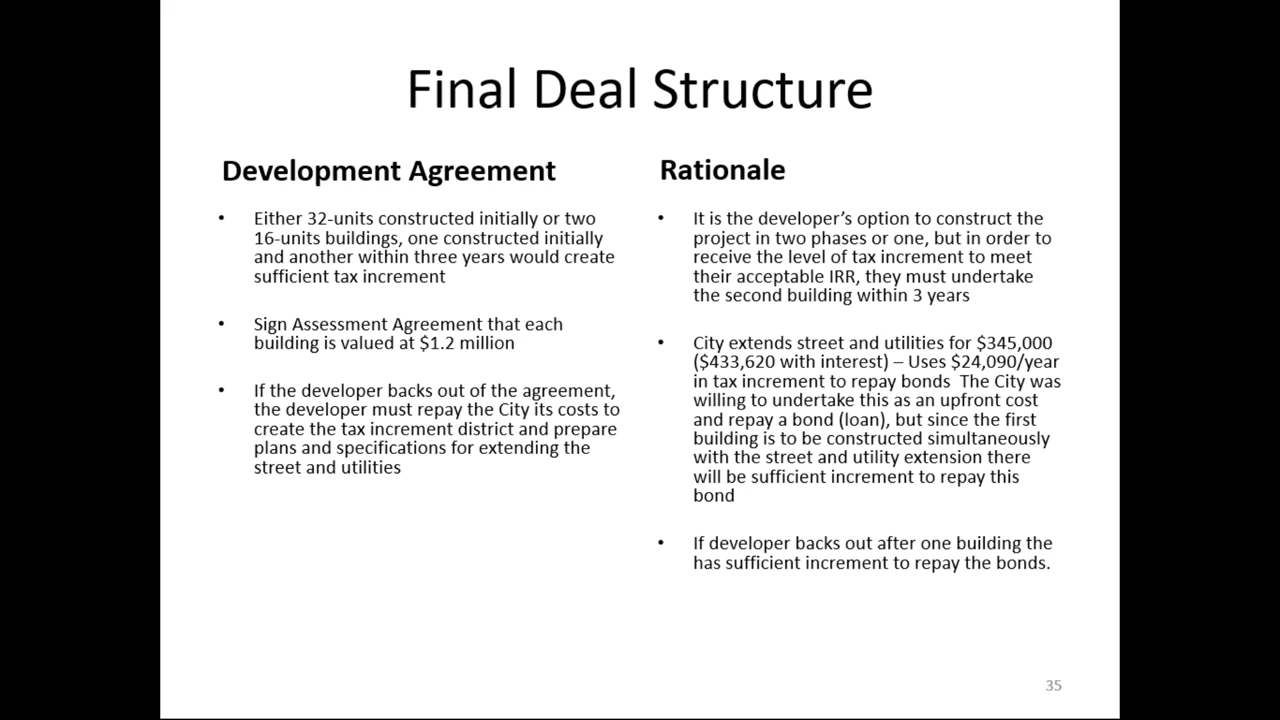 Final Deal Structure
Development Agreement
• Either 32-units constructed initially or two
16-units buildings, one constructed initially
and another within three years would create
sufficient tax increment
• Sign Assessment Agreement that each
building is valued at $1.2 million
• If the developer backs out of the agreement,
the developer must repay the City its costs to
create the tax increment district and prepare
plans and specifications for extending the
street and utilities
Rationale
• It is the developer’s option to construct the
project in two phases or one, but in order to
receive the level of tax increment to meet
their acceptable IRR, they must undertake
the second building within 3 years
• City extends street and utilities for $345,000
($433,620 with interest) – Uses $24,090/year
in tax increment to repay bonds  The City was
willing to undertake this as an upfront cost
and repay a bond (loan), but since the first
building is to be constructed simultaneously
with the street and utility extension there
will be sufficient increment to repay this
bond
• If developer backs out after one building the
has sufficient increment to repay the bonds.
35